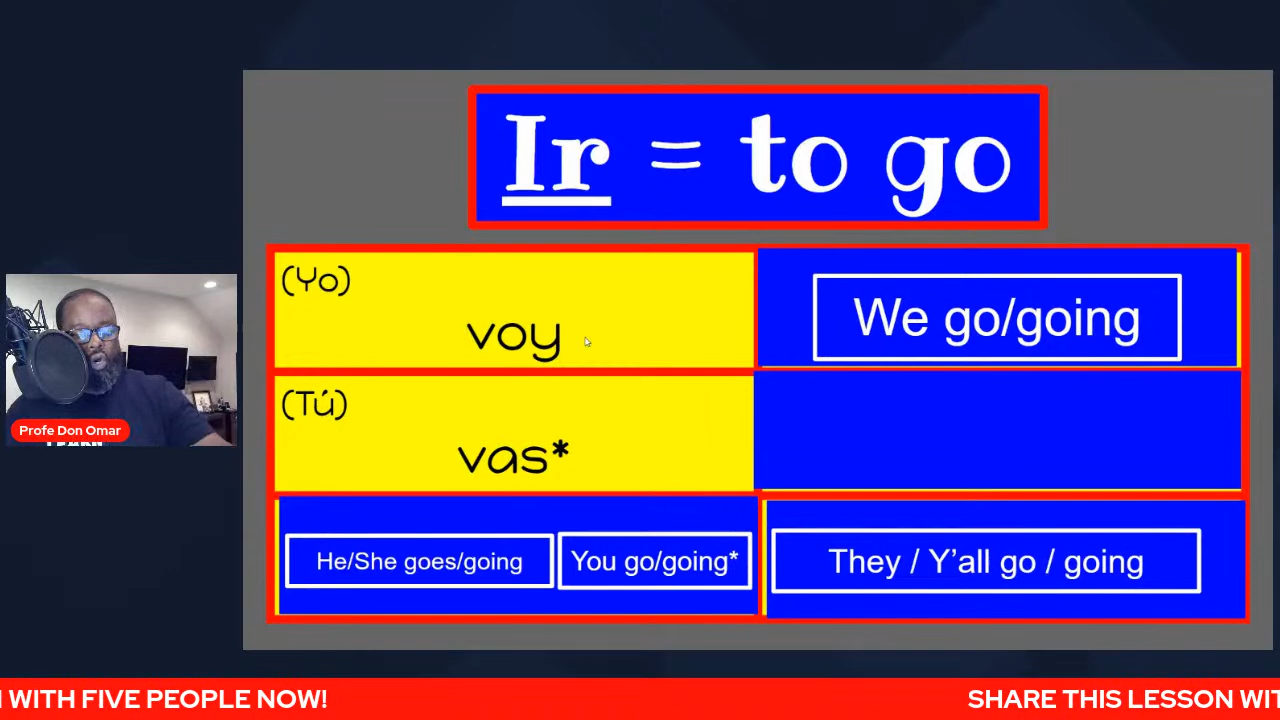 Ir = to go
(Yo)
voy
We go/going
(Tú)
vas*
He/She goes/going
You go/going*
They / Y’all go / going
Profe Don Omar
WITH FIVE PEOPLE NOW!
SHARE THIS LESSON